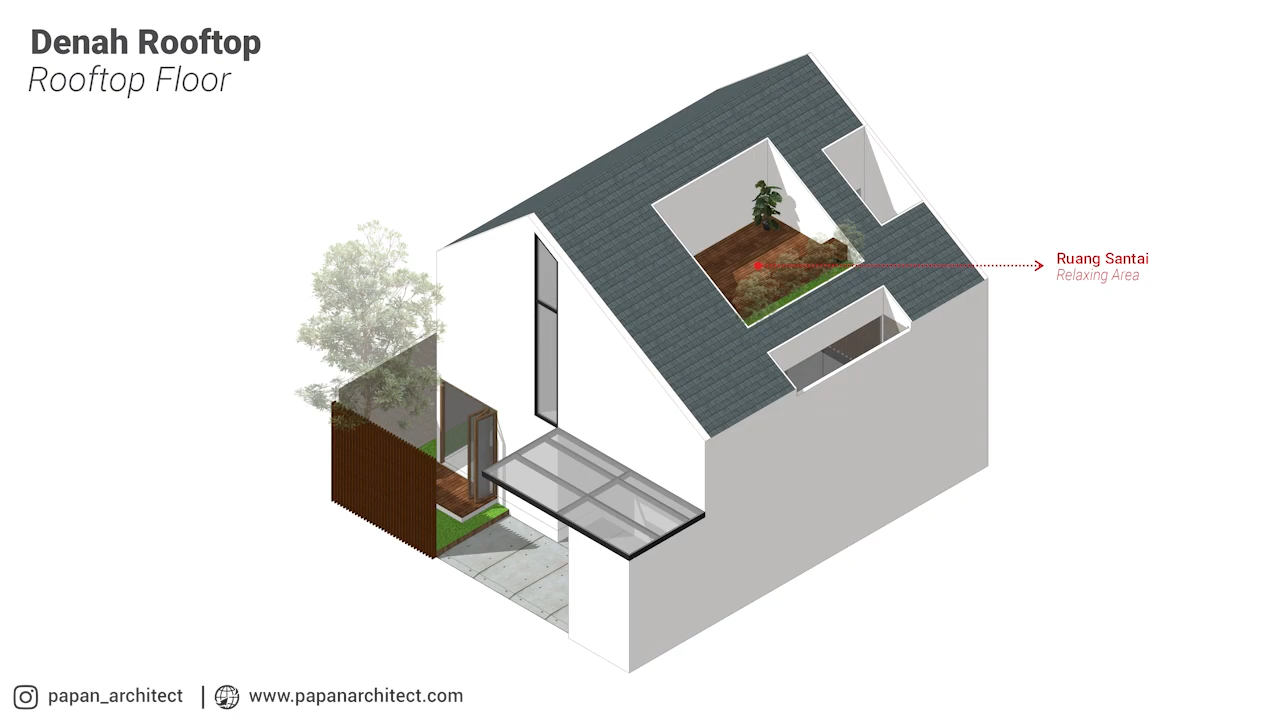 Denah Rooftop
Rooftop Floor
Ruang Santai
Relaxing Area
papan_architect | www.papanarchitect.com